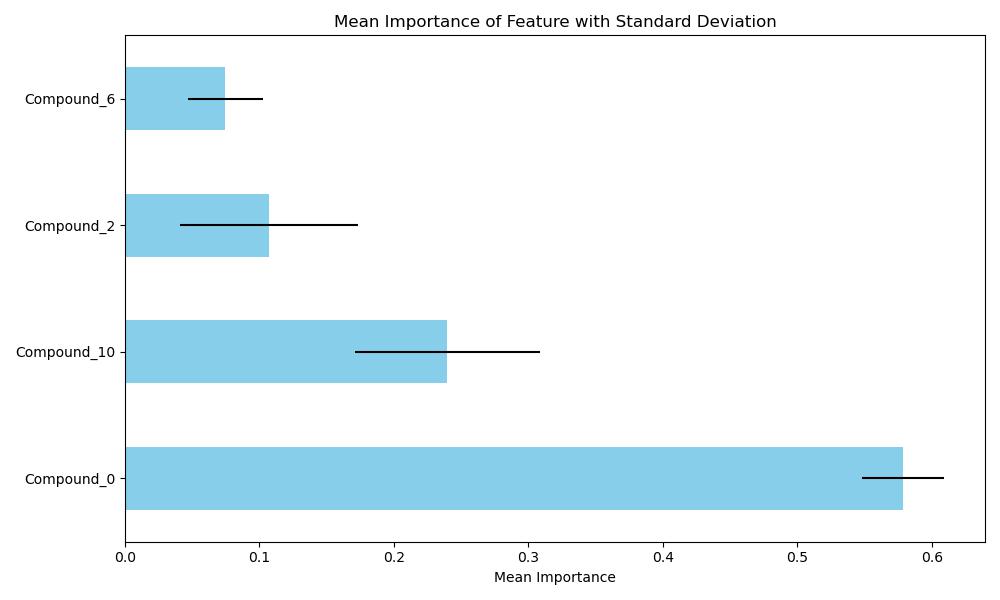 Mean Importance of Feature with Standard Deviation
Compound_6
Compound_2
Compound_10
Compound_0
0.0 0.1 0.2 0.3 0.4 0.5 0.6
Mean Importance